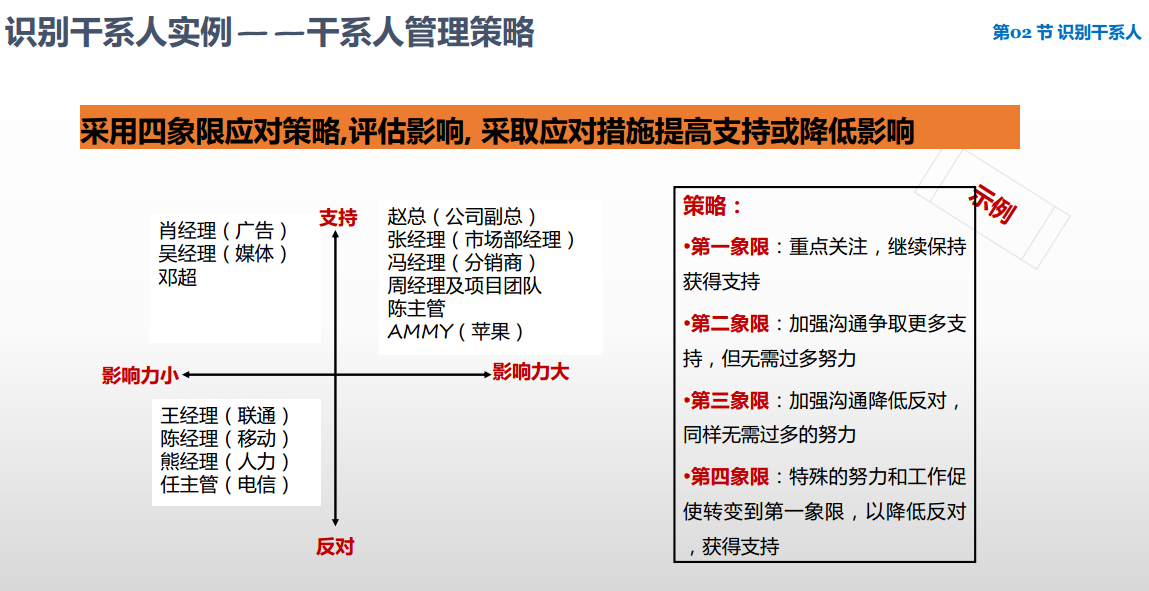 识别干系人实例——干系人管理策略
第02 节 识别干系人
采用四象限应对策略,评估影响, 采取应对措施提高支持或降低影响
示例
支持
肖经理（广告）
吴经理（媒体）
邓超
赵总（公司副总）
张经理（市场部经理）
冯经理（分销商）
周经理及项目团队
陈主管
AMMY（苹果）
影响力小
影响力大
王经理（联通）
陈经理（移动）
熊经理（人力）
任主管（电信）
反对
策略：
•第一象限：重点关注，继续保持
获得支持
•第二象限：加强沟通争取更多支
持，但无需过多努力
•第三象限：加强沟通降低反对，
同样无需过多的努力
•第四象限：特殊的努力和工作促
使转变到第一象限，以降低反对
，获得支持